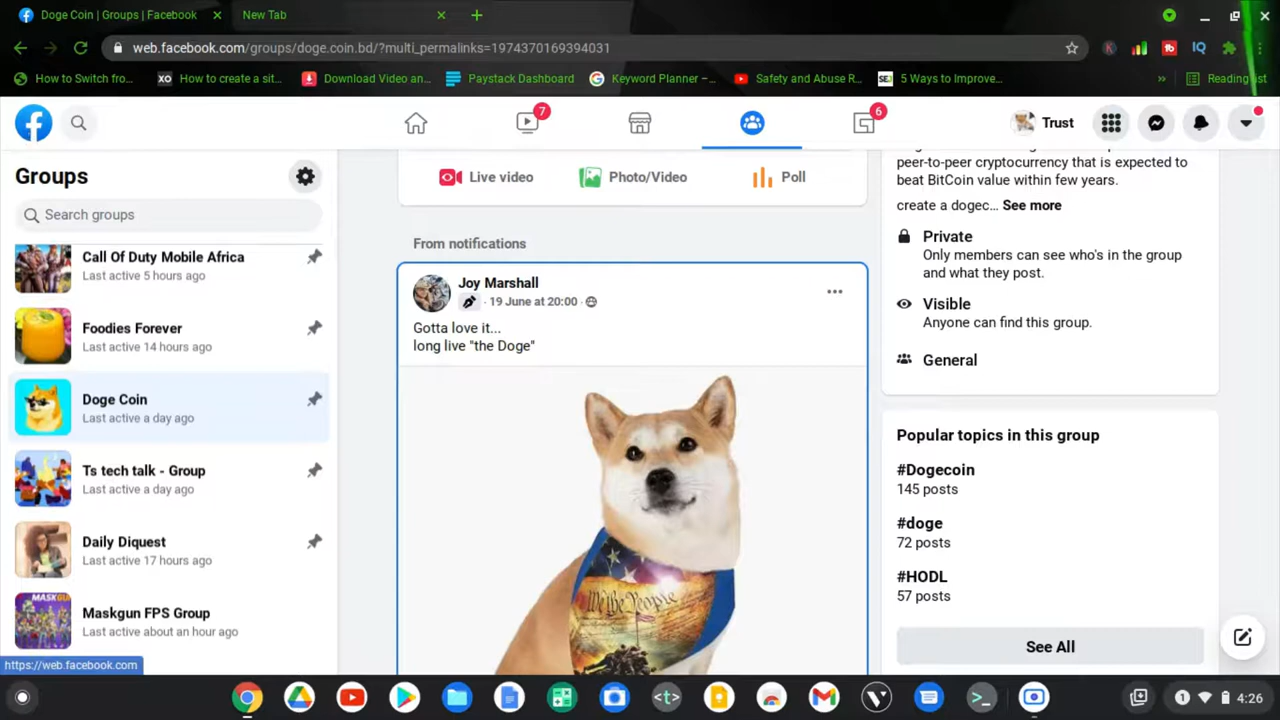 Doge Coin | Groups | Facebook
New Tab
web.facebook.com/groups/doge.coin.bd/?multi_permalinks=1974370169394031
How to Switch fro...
XO
How to create a sit...
Download Video an...
Paystack Dashboard
Keyword Planner –...
Safety and Abuse R...
5 Ways to Improve...
»
Reading list
7
6
Trust
Groups
Search groups
Call Of Duty Mobile Africa
Last active 5 hours ago
Foodies Forever
Last active 14 hours ago
Doge Coin
Last active a day ago
Ts tech talk - Group
Last active a day ago
Daily Diquest
Last active 17 hours ago
Maskgun FPS Group
Last active about an hour ago
https://web.facebook.com
Live video
Photo/Video
Poll
From notifications
Joy Marshall
· 19 June at 20:00 ·
Gotta love it...
long live "the Doge"
We the People
peer-to-peer cryptocurrency that is expected to
beat BitCoin value within few years.
create a dogec... See more
Private
Only members can see who's in the group
and what they post.
Visible
Anyone can find this group.
General
Popular topics in this group
#Dogecoin
145 posts
#doge
72 posts
#HODL
57 posts
See All
1
4:26